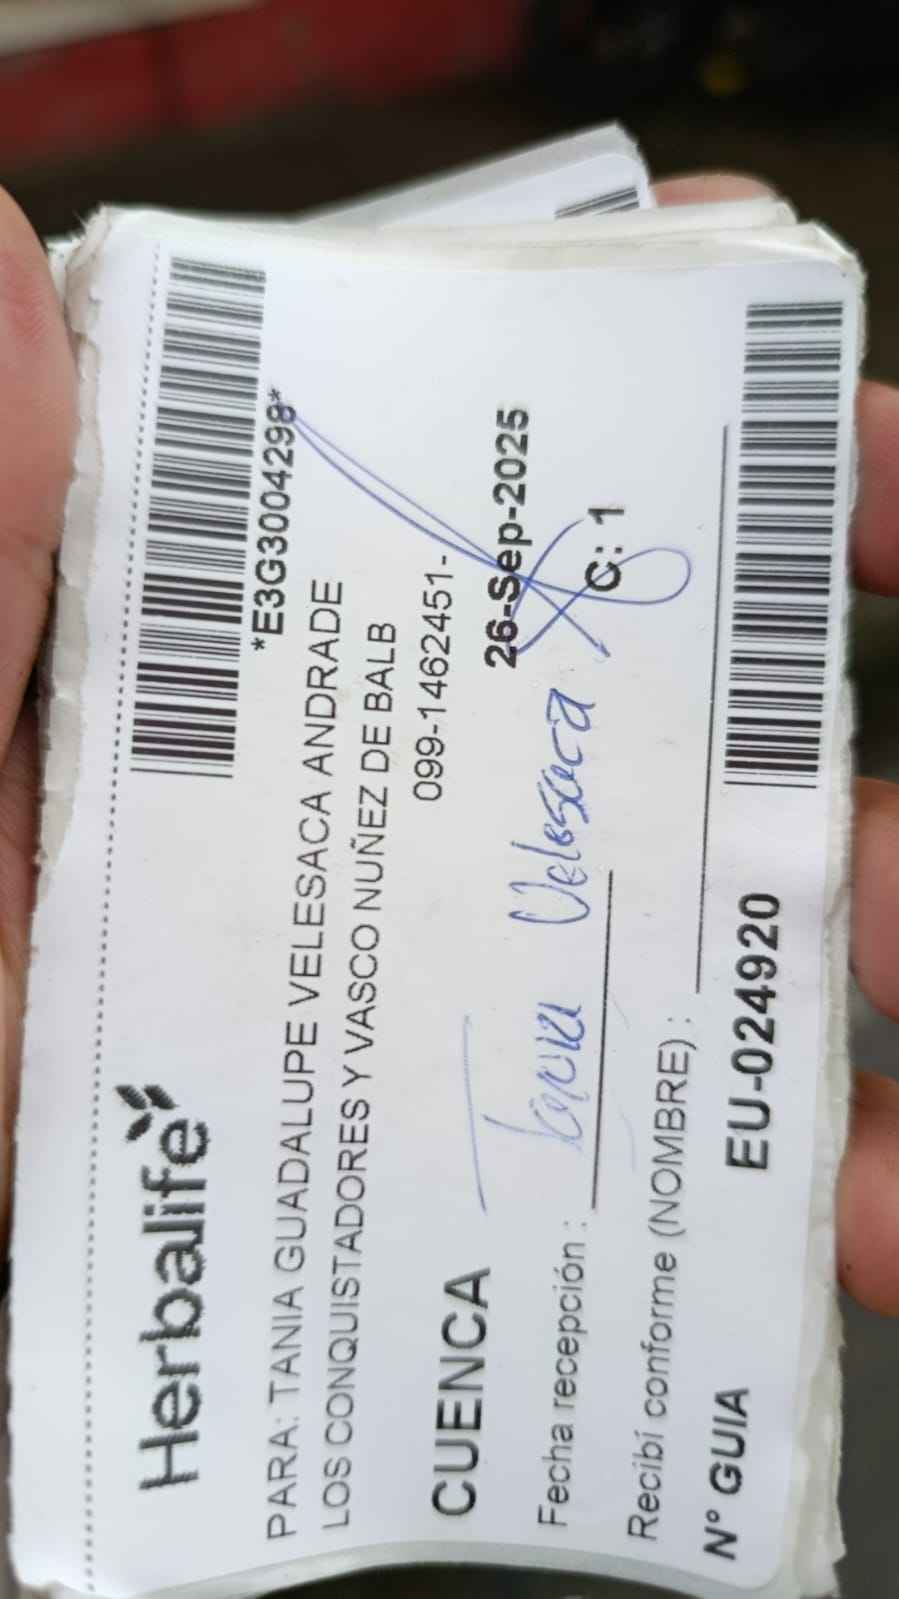 Herbalife
*E3G3004298*
PARA: TANIA GUADALUPE VELESACA ANDRADE
LOS CONQUISTADORES Y VASCO NUÑEZ DE BALB
099-1462451-
CUENCA
26-Sep-2025
Tania Velesaca
Fecha recepción :
C: 1
Recibí conforme (NOMBRE) :
N° GUIA EU-024920